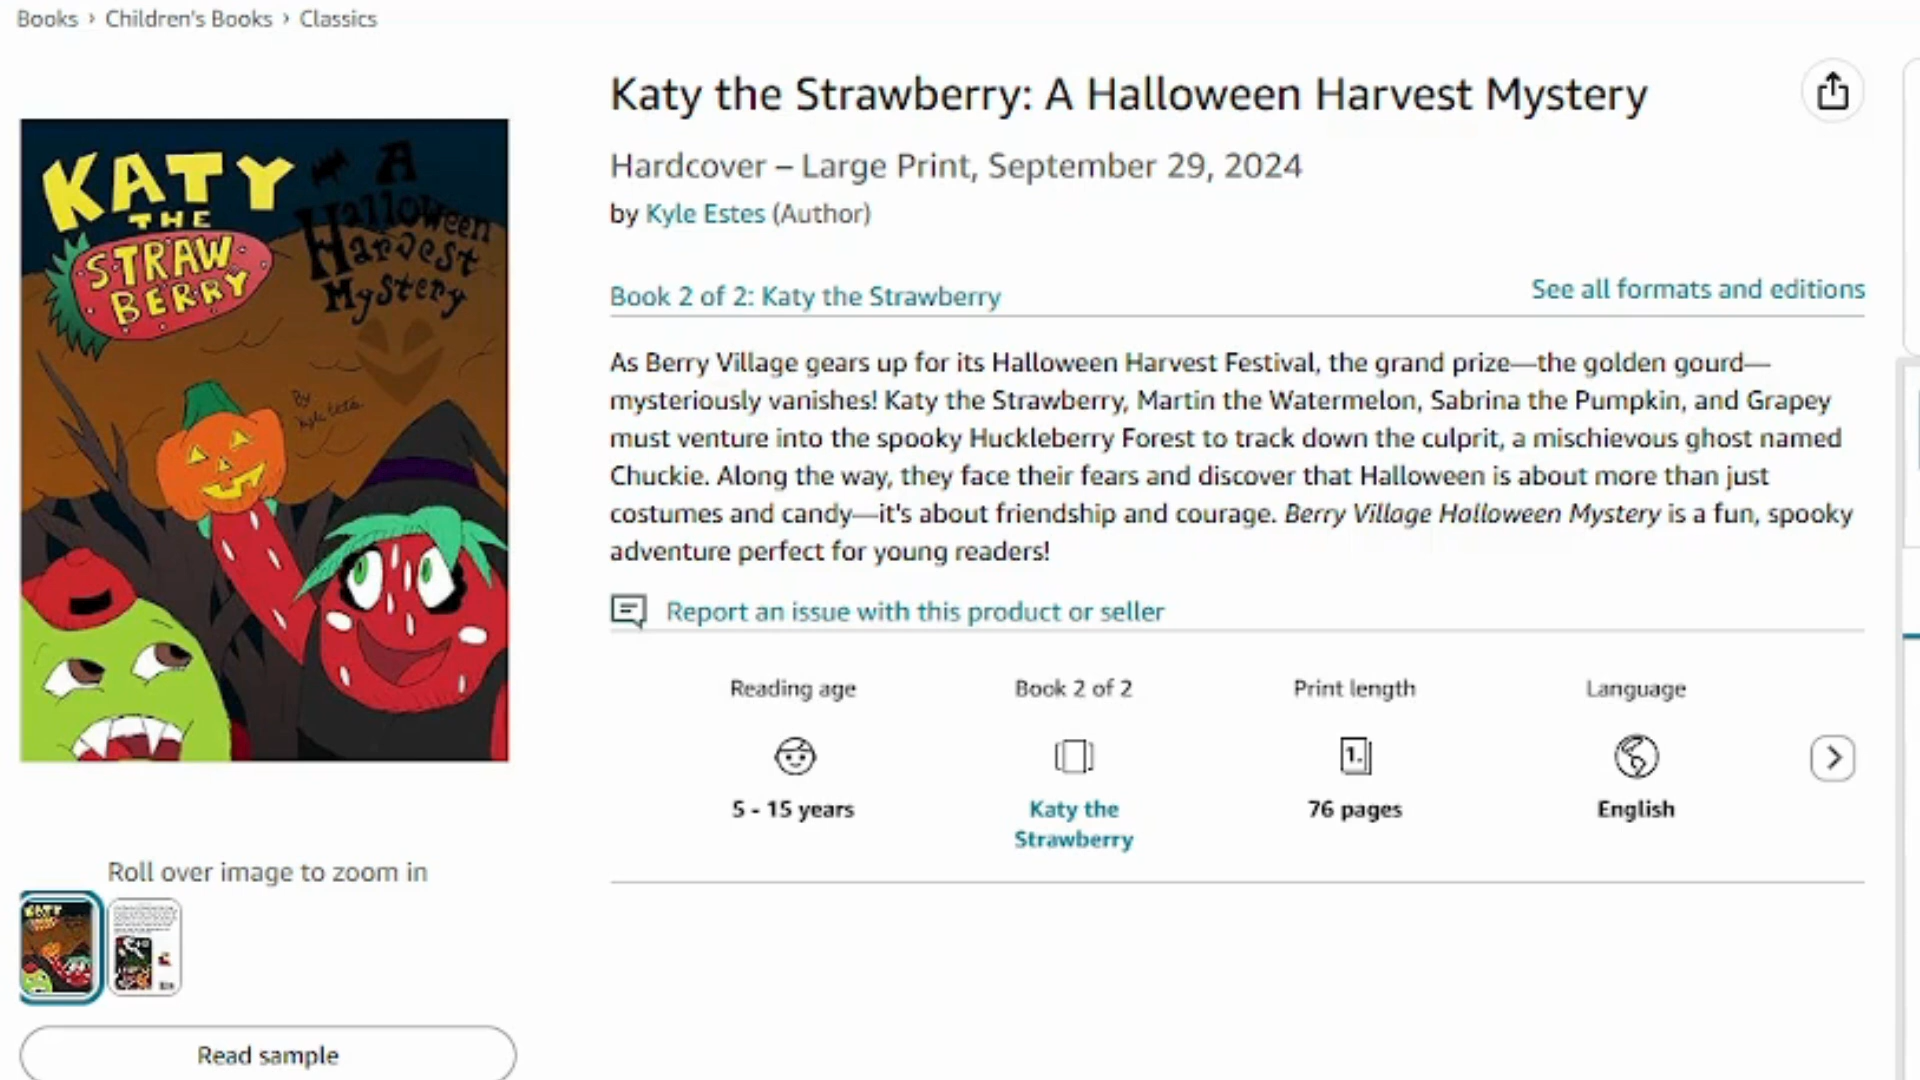 Books › Children's Books › Classics
Katy the Strawberry: A Halloween Harvest Mystery
Hardcover – Large Print, September 29, 2024
by Kyle Estes (Author)
Book 2 of 2: Katy the Strawberry
See all formats and editions
As Berry Village gears up for its Halloween Harvest Festival, the grand prize—the golden gourd—
mysteriously vanishes! Katy the Strawberry, Martin the Watermelon, Sabrina the Pumpkin, and Grapey
must venture into the spooky Huckleberry Forest to track down the culprit, a mischievous ghost named
Chuckie. Along the way, they face their fears and discover that Halloween is about more than just
costumes and candy—it's about friendship and courage. Berry Village Halloween Mystery is a fun, spooky
adventure perfect for young readers!
Report an issue with this product or seller
Reading age
5 - 15 years
Book 2 of 2
Katy the
Strawberry
Print length
1.
76 pages
Language
English
KATY
THE
STRAW
BERRY
A
Halloween
Harvest
Mystery
By
Kyle Estes
Roll over image to zoom in
KATY
Read sample